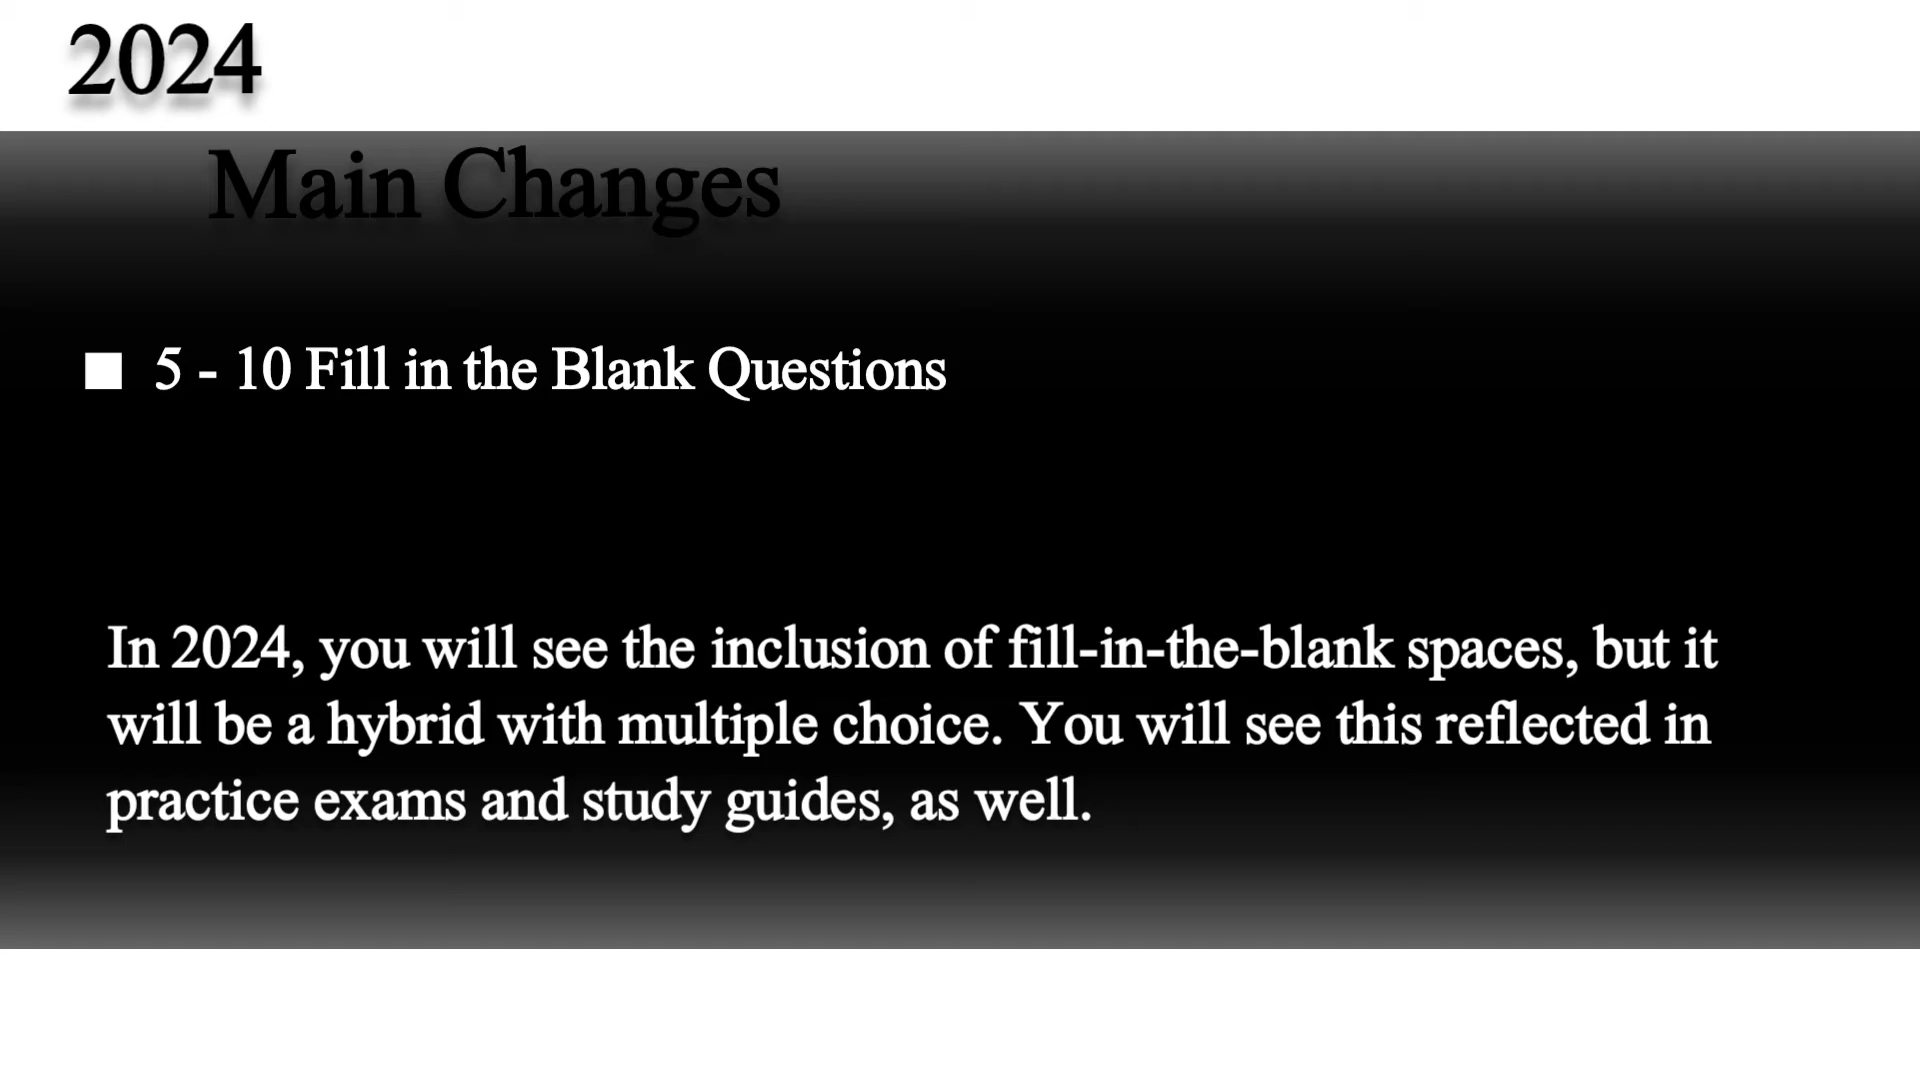 2024
Main Changes
■ 5 - 10 Fill in the Blank Questions
In 2024, you will see the inclusion of fill-in-the-blank spaces, but it
will be a hybrid with multiple choice. You will see this reflected in
practice exams and study guides, as well.